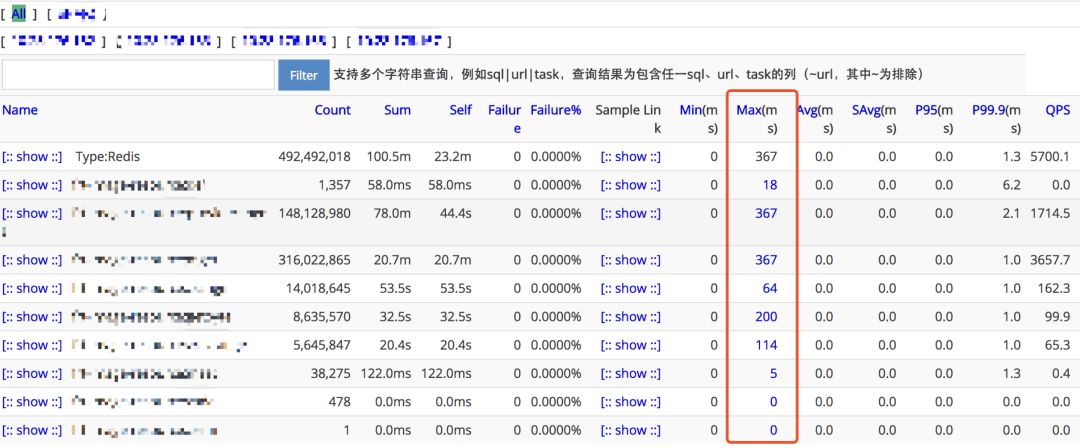 [ All ] [ ]
[ ] [ ] [ ] [ ]
Filter 支持多个字符串查询，例如sql|url|task，查询结果为包含任一sql、url、task的列（~url，其中~为排除）
Name Count Sum Self Failure Failure% Sample Link Min(ms) Max(ms) Avg(ms) SAvg(ms) P95(ms) P99.9(ms) QPS
[:: show ::] Type:Redis 492,492,018 100.5m 23.2m 0 0.0000% [:: show ::] 0 367 0.0 0.0 0.0 1.3 5700.1
[:: show ::] 1,357 58.0ms 58.0ms 0 0.0000% [:: show ::] 0 18 0.0 0.0 0.0 6.2 0.0
[:: show ::] 148,128,980 78.0m 44.4s 0 0.0000% [:: show ::] 0 367 0.0 0.0 0.0 2.1 1714.5
[:: show ::] 316,022,865 20.7m 20.7m 0 0.0000% [:: show ::] 0 367 0.0 0.0 0.0 1.0 3657.7
[:: show ::] 14,018,645 53.5s 53.5s 0 0.0000% [:: show ::] 0 64 0.0 0.0 0.0 1.0 162.3
[:: show ::] 8,635,570 32.5s 32.5s 0 0.0000% [:: show ::] 0 200 0.0 0.0 0.0 1.0 99.9
[:: show ::] 5,645,847 20.4s 20.4s 0 0.0000% [:: show ::] 0 114 0.0 0.0 0.0 1.0 65.3
[:: show ::] 38,275 122.0ms 122.0ms 0 0.0000% [:: show ::] 0 5 0.0 0.0 0.0 1.3 0.4
[:: show ::] 478 0.0ms 0.0ms 0 0.0000% [:: show ::] 0 0 0.0 0.0 0.0 0.0 0.0
[:: show ::] 1 0.0ms 0.0ms 0 0.0000% [:: show ::] 0 0 0.0 0.0 0.0 0.0 0.0